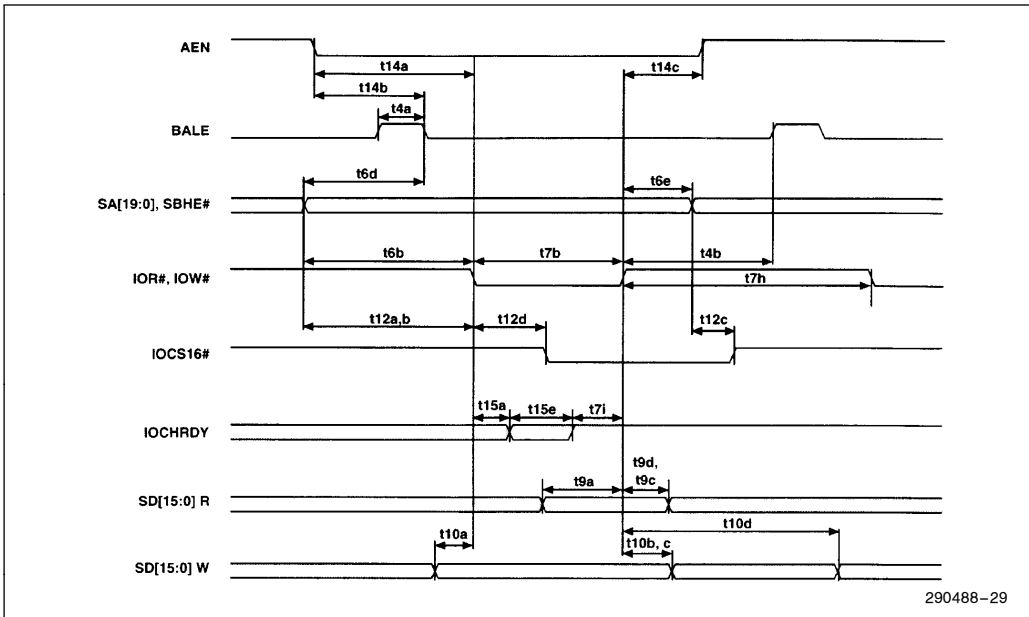 AEN
t14a
t14c
t14b
t4a
BALE
t6d
t6e
SA[19:0], SBHE#
t6b
t7b
t4b
IOR#, IOW#
t7h
t12a,b
t12d
t12c
IOCS16#
t15a
t15e
t7i
IOCHRDY
t9d,
t9a
t9c
SD[15:0] R
t10d
t10a
t10b, c
SD[15:0] W
290488–29